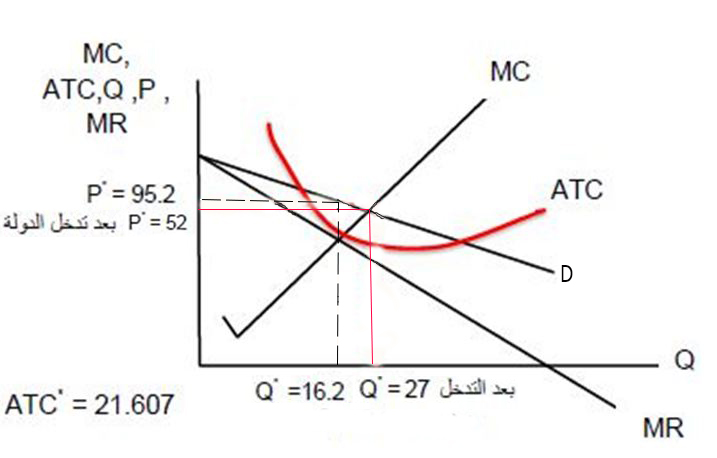 MC,
ATC,Q ,P ,
MR
MC
P* = 95.2
ATC
P* = 52 بعد تدخل الدولة
D
Q
Q* =16.2
Q* = 27 بعد التدخل
ATC* = 21.607
MR